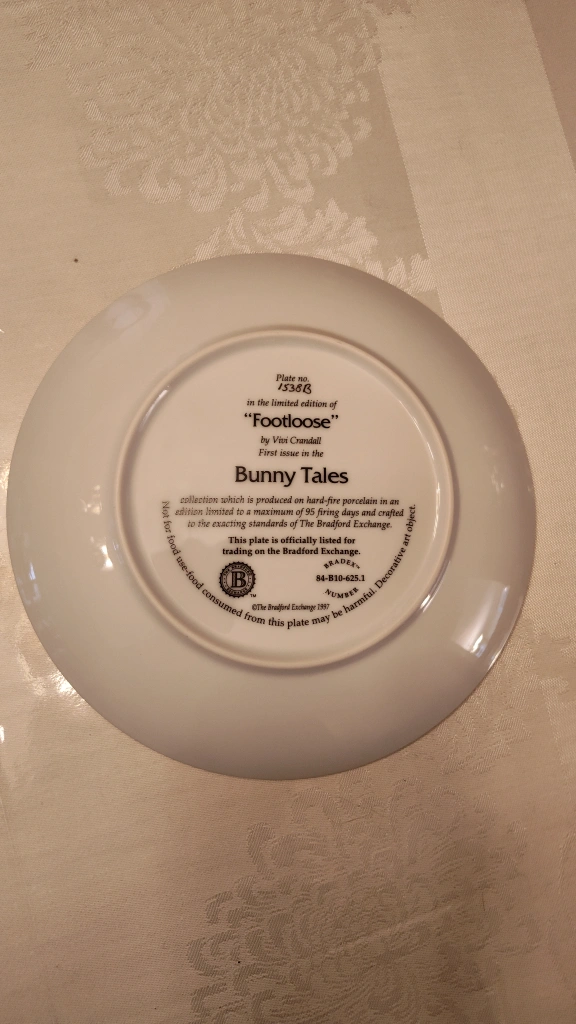 Plate no.
1538B
in the limited edition of
“Footloose”
by Vivi Crandall
First issue in the
Bunny Tales
collection which is produced on hard-fire porcelain in an
edition limited to a maximum of 95 firing days and crafted
to the exacting standards of The Bradford Exchange.
This plate is officially listed for
trading on the Bradford Exchange.
B
TM
BRADEX™
84-B10-625.1
NUMBER
©The Bradford Exchange 1997
Not for food use-food consumed from this plate may be harmful. Decorative art object.